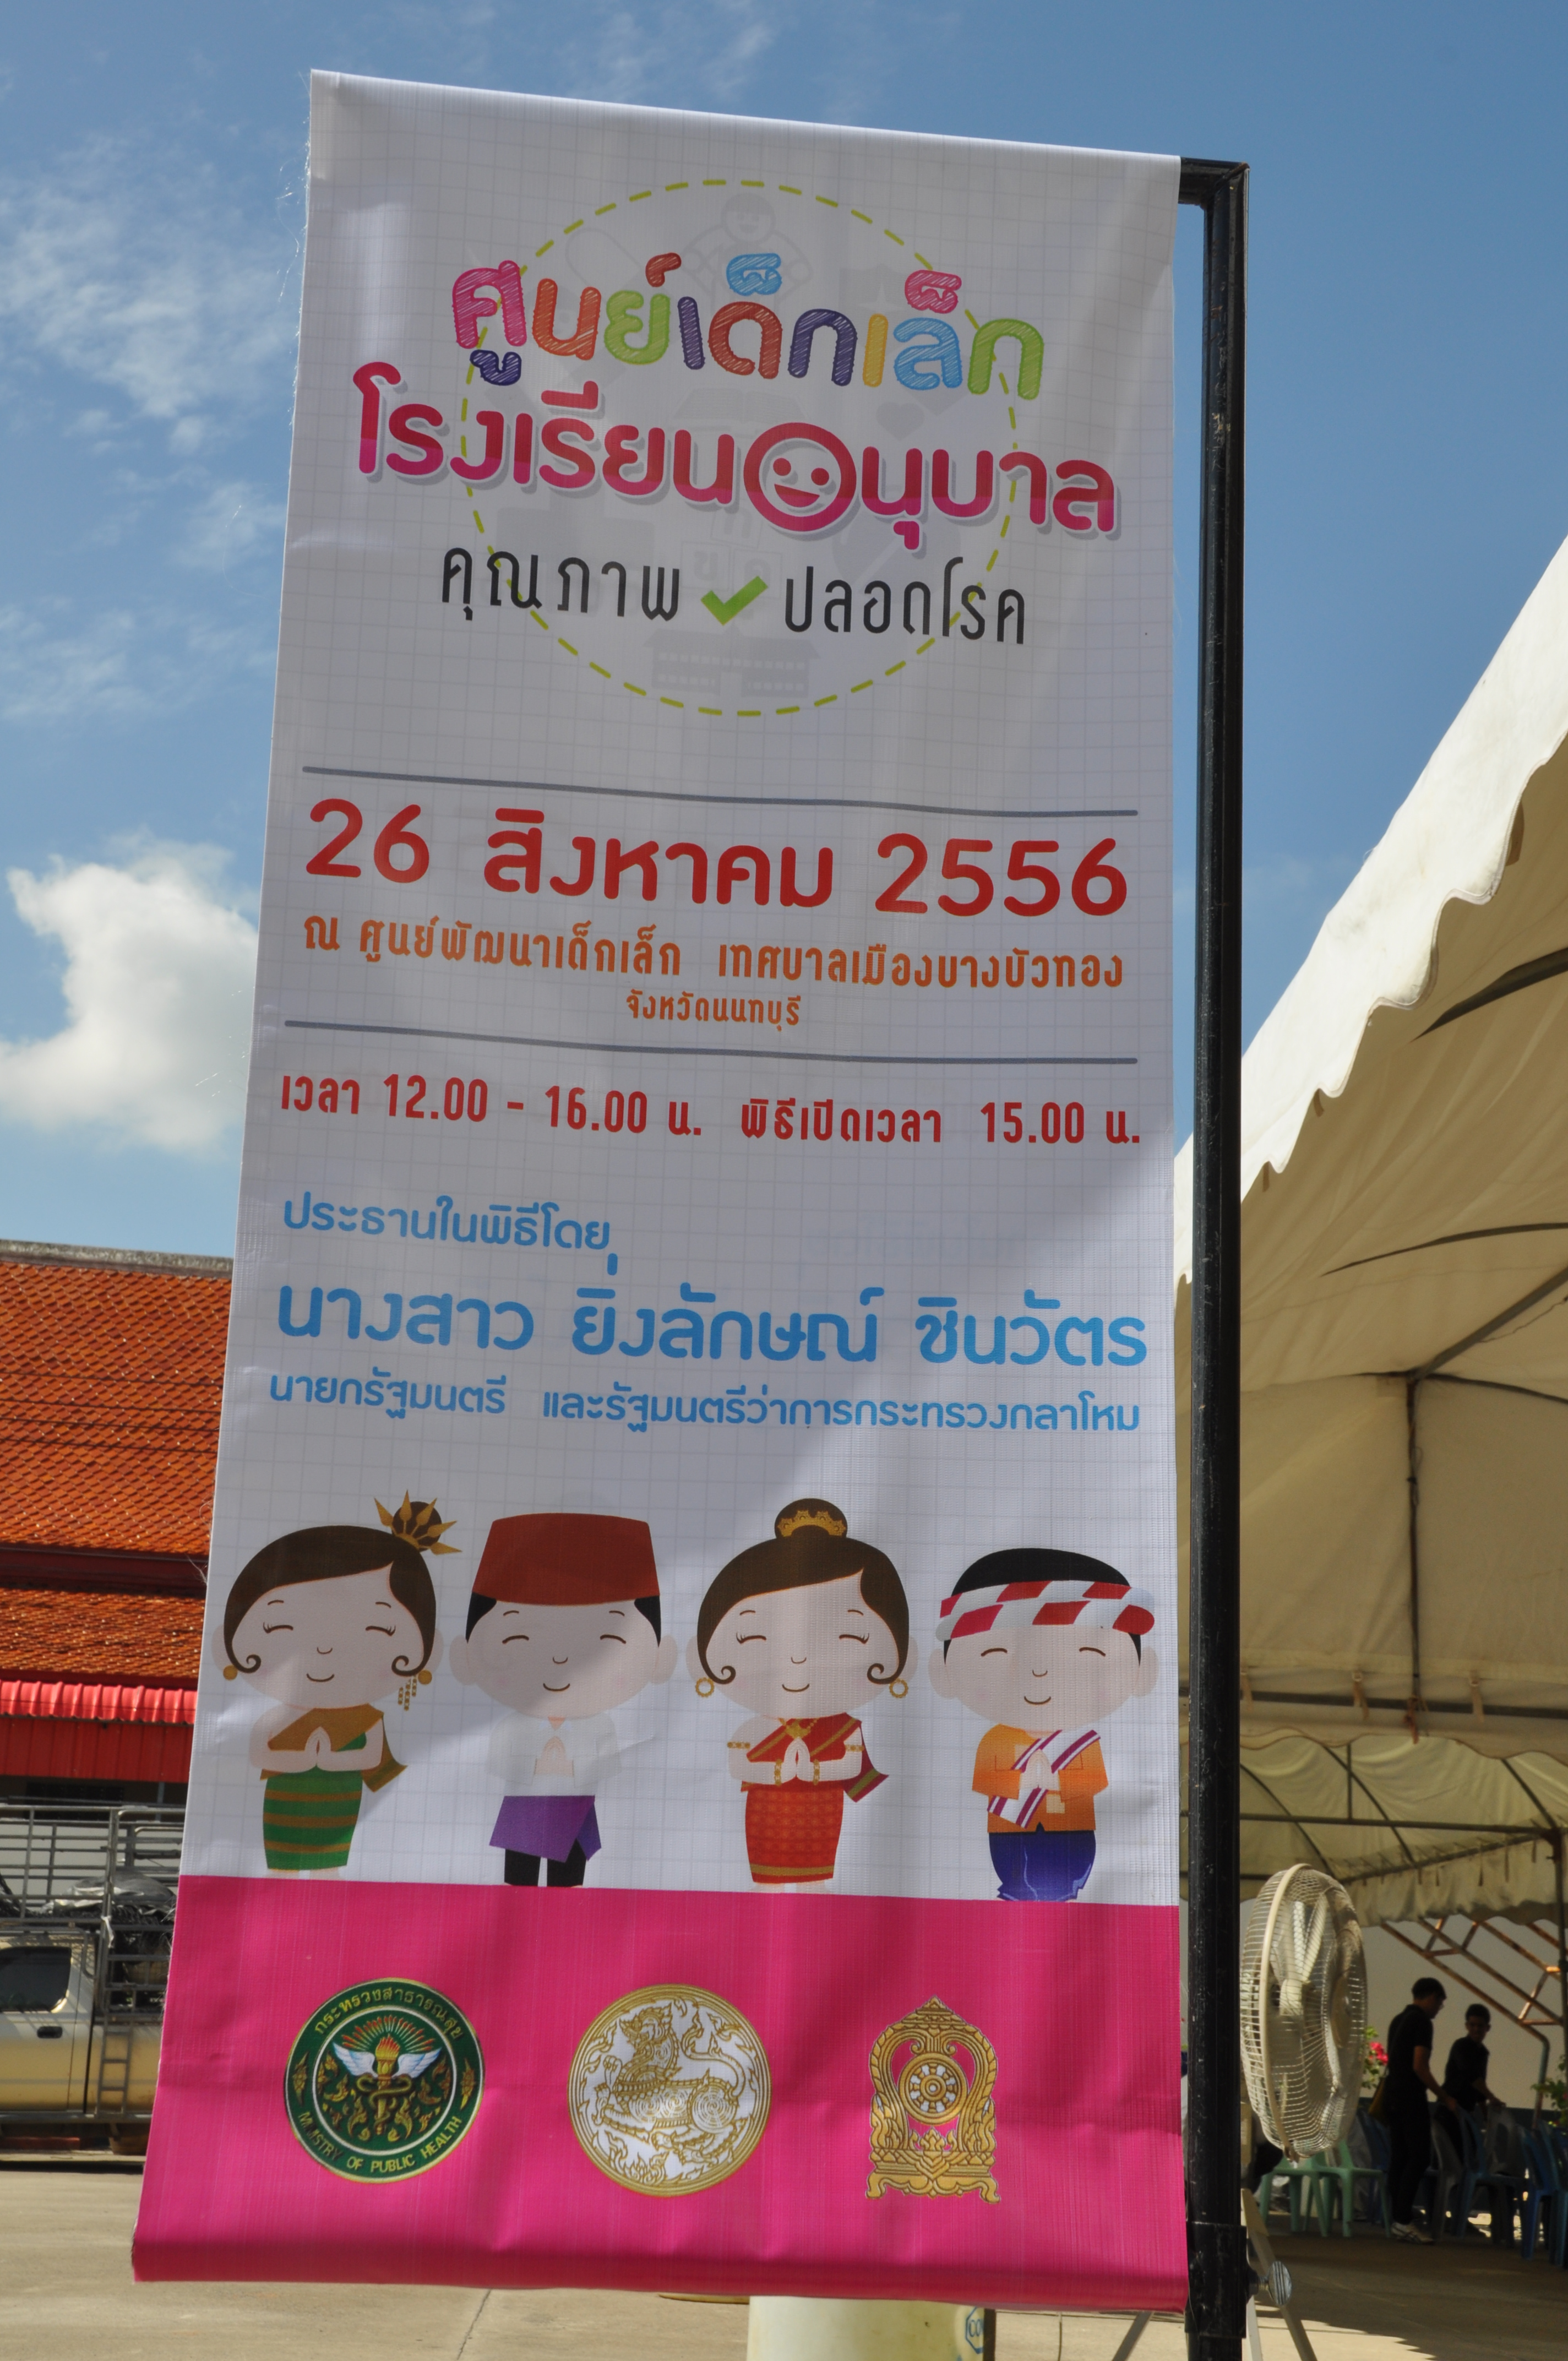 ศูนย์เด็กเล็ก
โรงเรียนอนุบาล
คุณภาพ ปลอดโรค
26 สิงหาคม 2556
ณ ศูนย์พัฒนาเด็กเล็ก เทศบาลเมืองบางบัวทอง
จังหวัดนนทบุรี
เวลา 12.00 - 16.00 น. พิธีเปิดเวลา 15.00 น.
ประธานในพิธีโดย
นางสาว ยิ่งลักษณ์ ชินวัตร
นายกรัฐมนตรี และรัฐมนตรีว่าการกระทรวงกลาโหม
กระทรวงสาธารณสุข
MINISTRY OF PUBLIC HEALTH